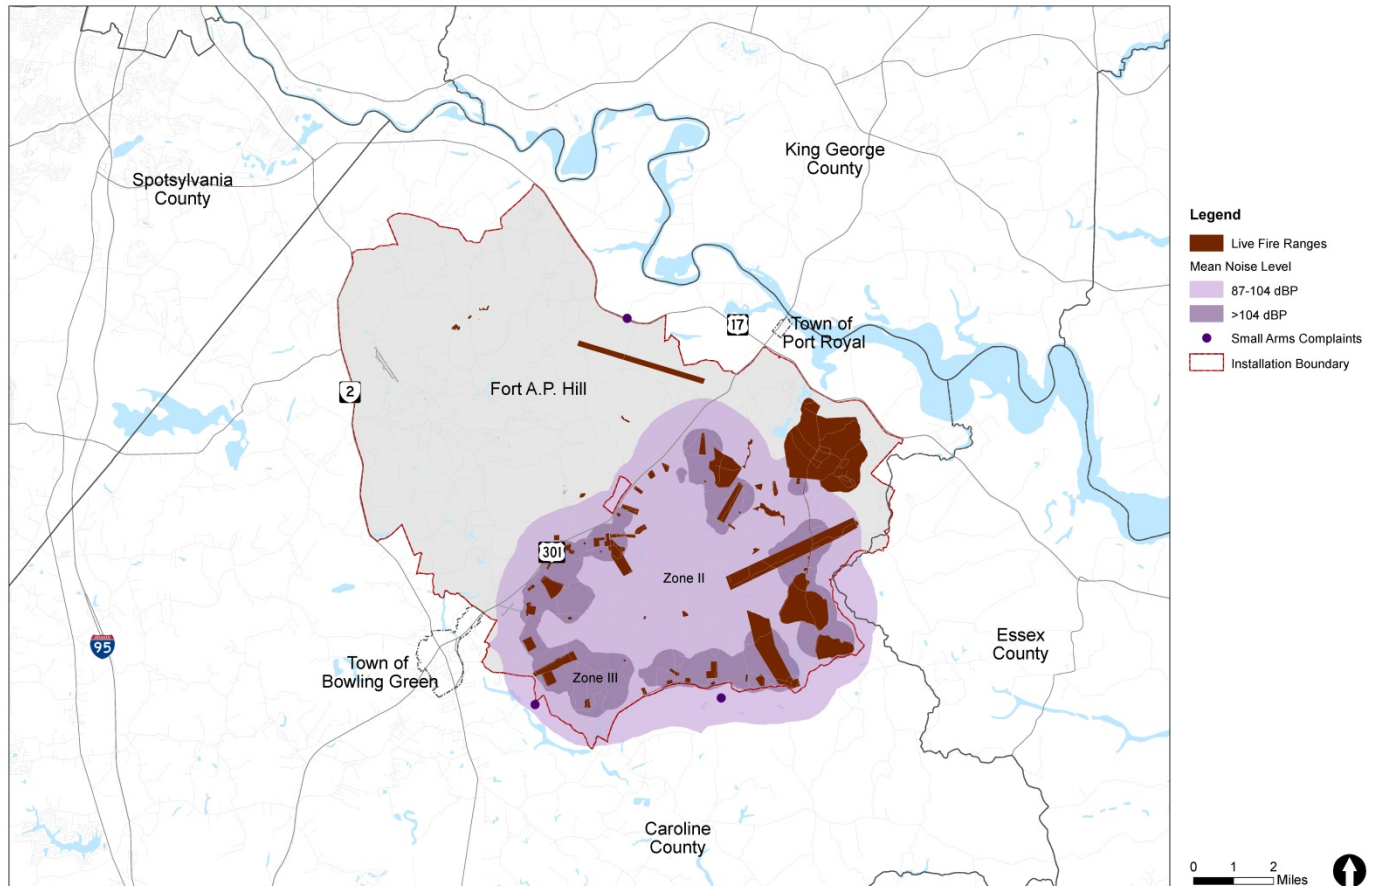 King George
County
Spotsylvania
County
17
Town of
Port Royal
2
Fort A.P. Hill
301
Zone II
95
Town of
Bowling Green
Zone III
Essex
County
Caroline
County
Legend
Live Fire Ranges
Mean Noise Level
87-104 dBP
>104 dBP
Small Arms Complaints
Installation Boundary
0 1 2
Miles